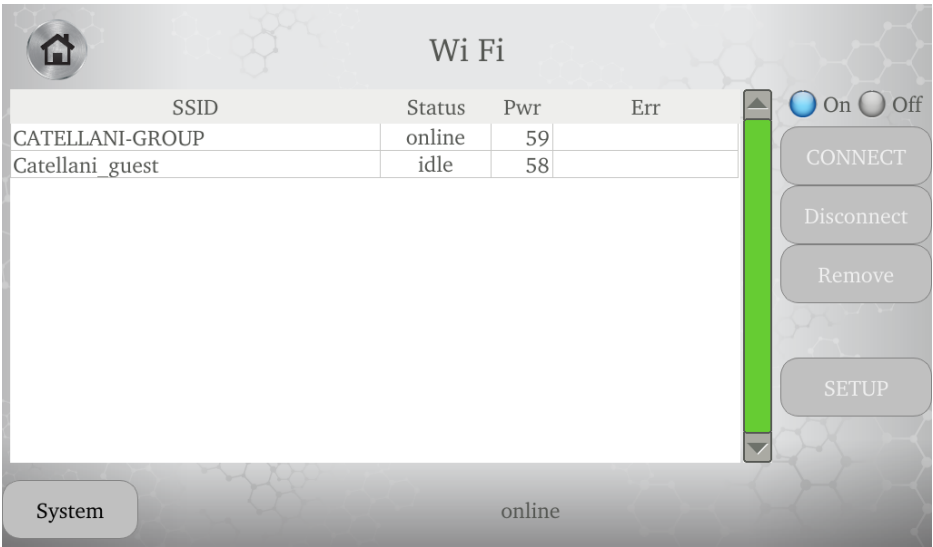 Wi Fi
SSID Status Pwr Err
On Off
CATELLANI-GROUP online 59
Catellani_guest idle 58
CONNECT
Disconnect
Remove
SETUP
System
online